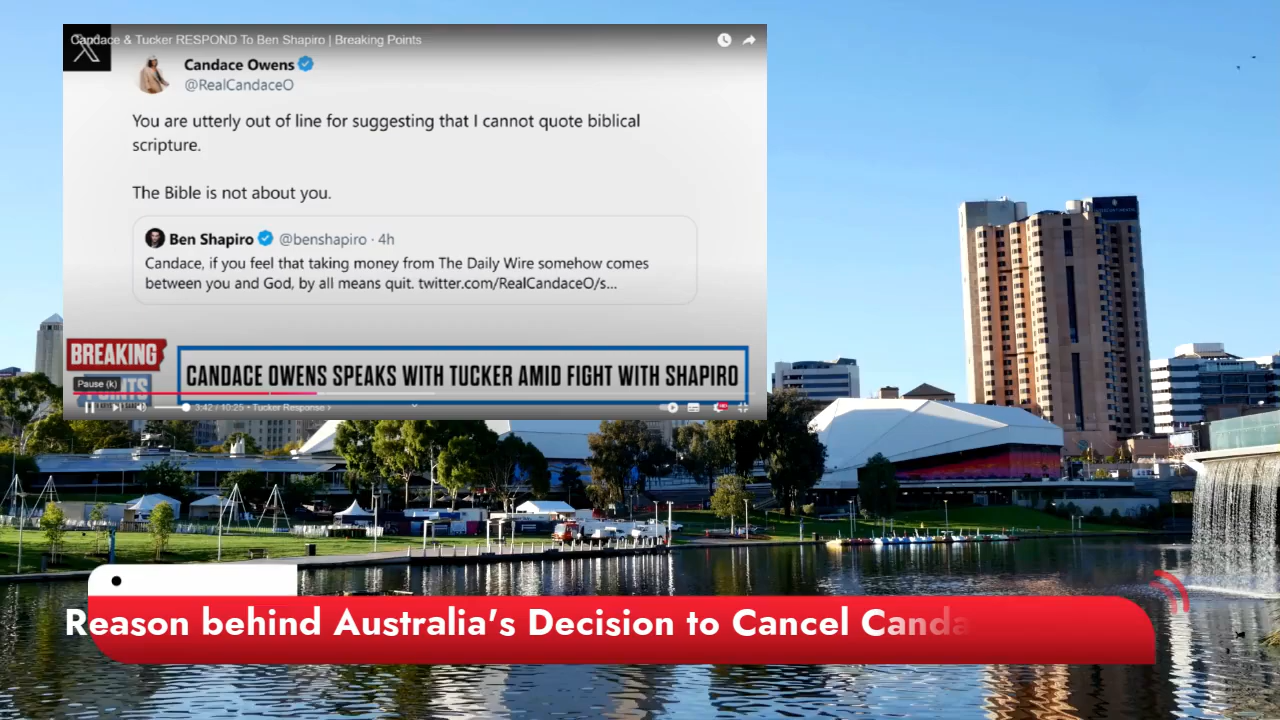 Candace & Tucker RESPOND To Ben Shapiro | Breaking Points
Candace Owens
@RealCandaceO
You are utterly out of line for suggesting that I cannot quote biblical
scripture.
The Bible is not about you.
Ben Shapiro @benshapiro · 4h
Candace, if you feel that taking money from The Daily Wire somehow comes
between you and God, by all means quit. twitter.com/RealCandaceO/s...
BREAKING
CANDACE OWENS SPEAKS WITH TUCKER AMID FIGHT WITH SHAPIRO
Pause (k)
3:42 / 10:25 • Tucker Response ›
Reason behind Australia's Decision to Cancel Canda